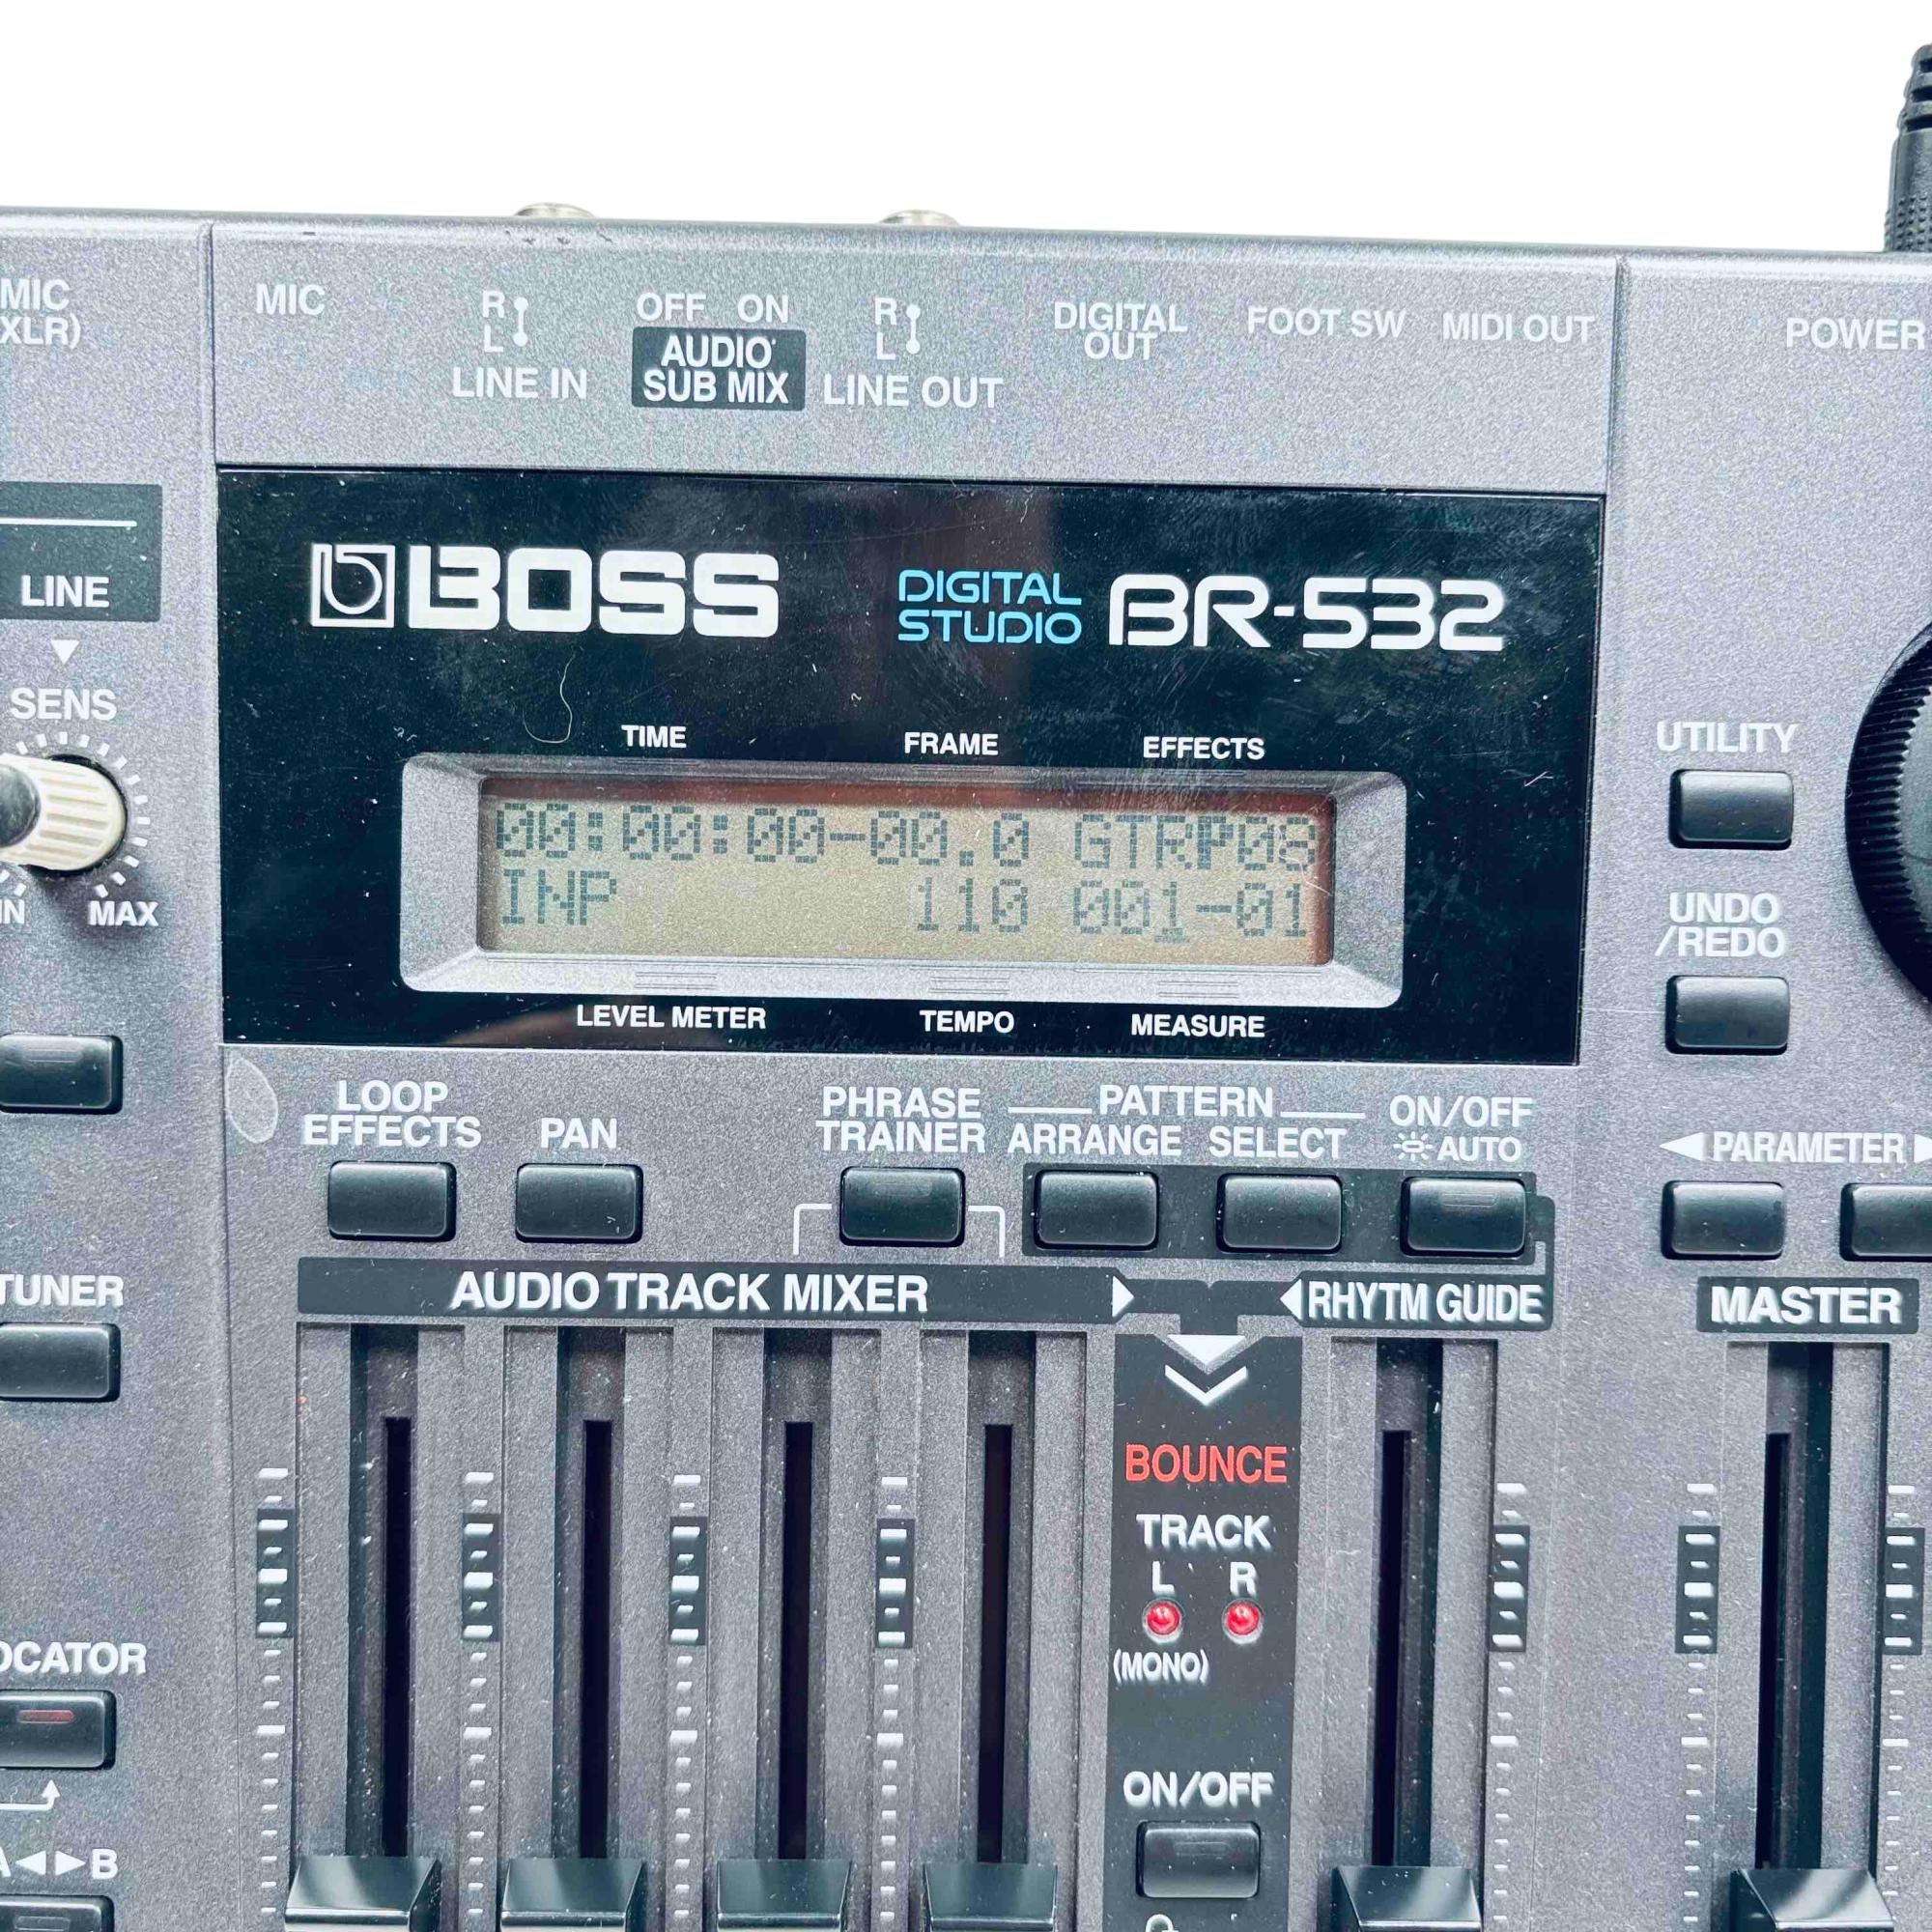 MIC
XLR)
MIC
R
L
LINE IN
OFF ON
AUDIO
SUB MIX
R
L
LINE OUT
DIGITAL
OUT
FOOT SW
MIDI OUT
POWER
LINE
SENS
MAX
BOSS
DIGITAL
STUDIO
BR-532
TIME FRAME EFFECTS
00:00:00-00.0 GTRP08
INP 110 001-01
LEVEL METER TEMPO MEASURE
UTILITY
UNDO
/REDO
LOOP
EFFECTS
PAN
PHRASE
TRAINER
PATTERN
ARRANGE SELECT
ON/OFF
AUTO
PARAMETER
TUNER
AUDIO TRACK MIXER
RHYTM GUIDE
MASTER
BOUNCE
TRACK
L R
(MONO)
ON/OFF
OCATOR
A B